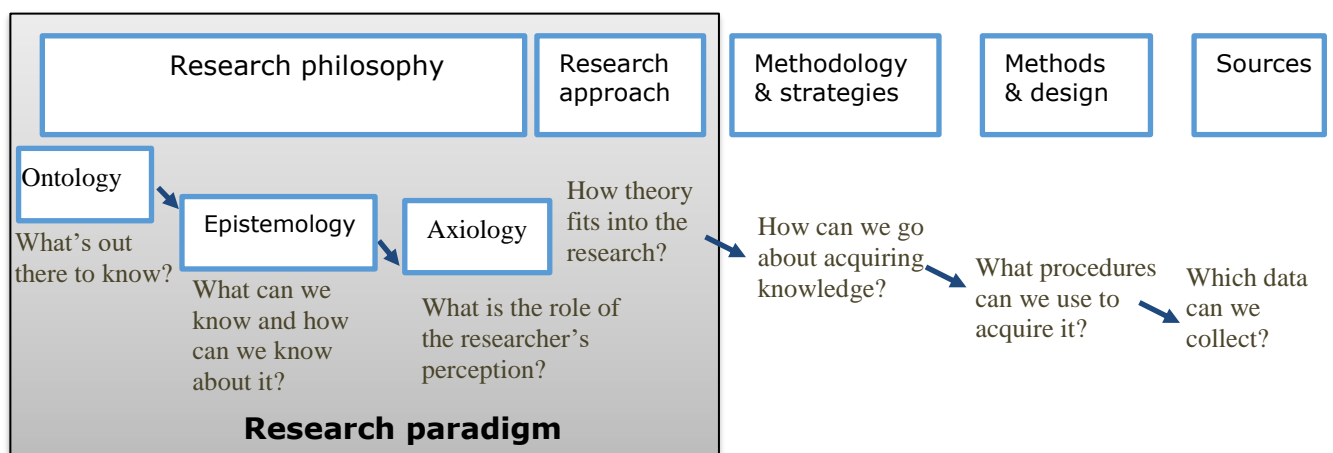 Research philosophy
Research
approach
Methodology
& strategies
Methods
& design
Sources
Ontology
What's out
there to know?
Epistemology
What can we
know and how
can we know
about it?
Axiology
What is the role of
the researcher's
perception?
How theory
fits into the
research?
How can we go
about acquiring
knowledge?
What procedures
can we use to
acquire it?
Which data
can we
collect?
Research paradigm